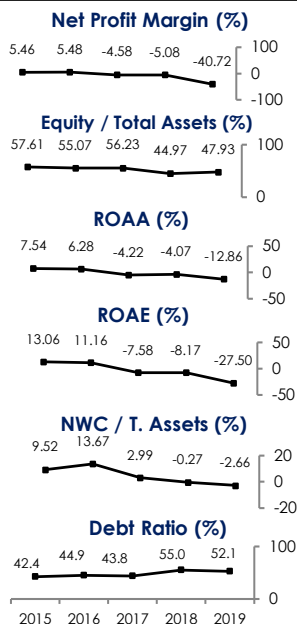 Net Profit Margin (%)
5.46 5.48 -4.58 -5.08 -40.72
100
0
-100
Equity / Total Assets (%)
57.61 55.07 56.23 44.97 47.93
100
0
ROAA (%)
7.54 6.28 -4.22 -4.07 -12.86
50
0
-50
ROAE (%)
13.06 11.16 -7.58 -8.17 -27.50
50
0
-50
NWC / T. Assets (%)
9.52 13.67 2.99 -0.27 -2.66
20
0
-20
Debt Ratio (%)
42.4 44.9 43.8 55.0 52.1
100
0
2015 2016 2017 2018 2019